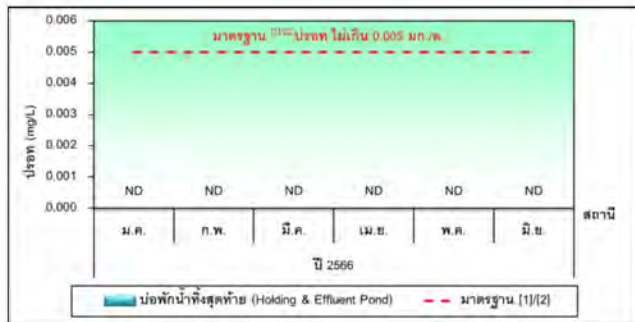 มาตรฐาน [1]/[2]ปรอท ไม่เกิน 0.005 มก./ล.
ปรอท (mg/L)
0.006
0.005
0.004
0.003
0.002
0.001
0.000
ND ND ND ND ND ND
ม.ค. ก.พ. มี.ค. เม.ย. พ.ค. มิ.ย.
สถานี
ปี 2566
บ่อพักน้ำทิ้งสุดท้าย (Holding & Effluent Pond) มาตรฐาน [1]/[2]